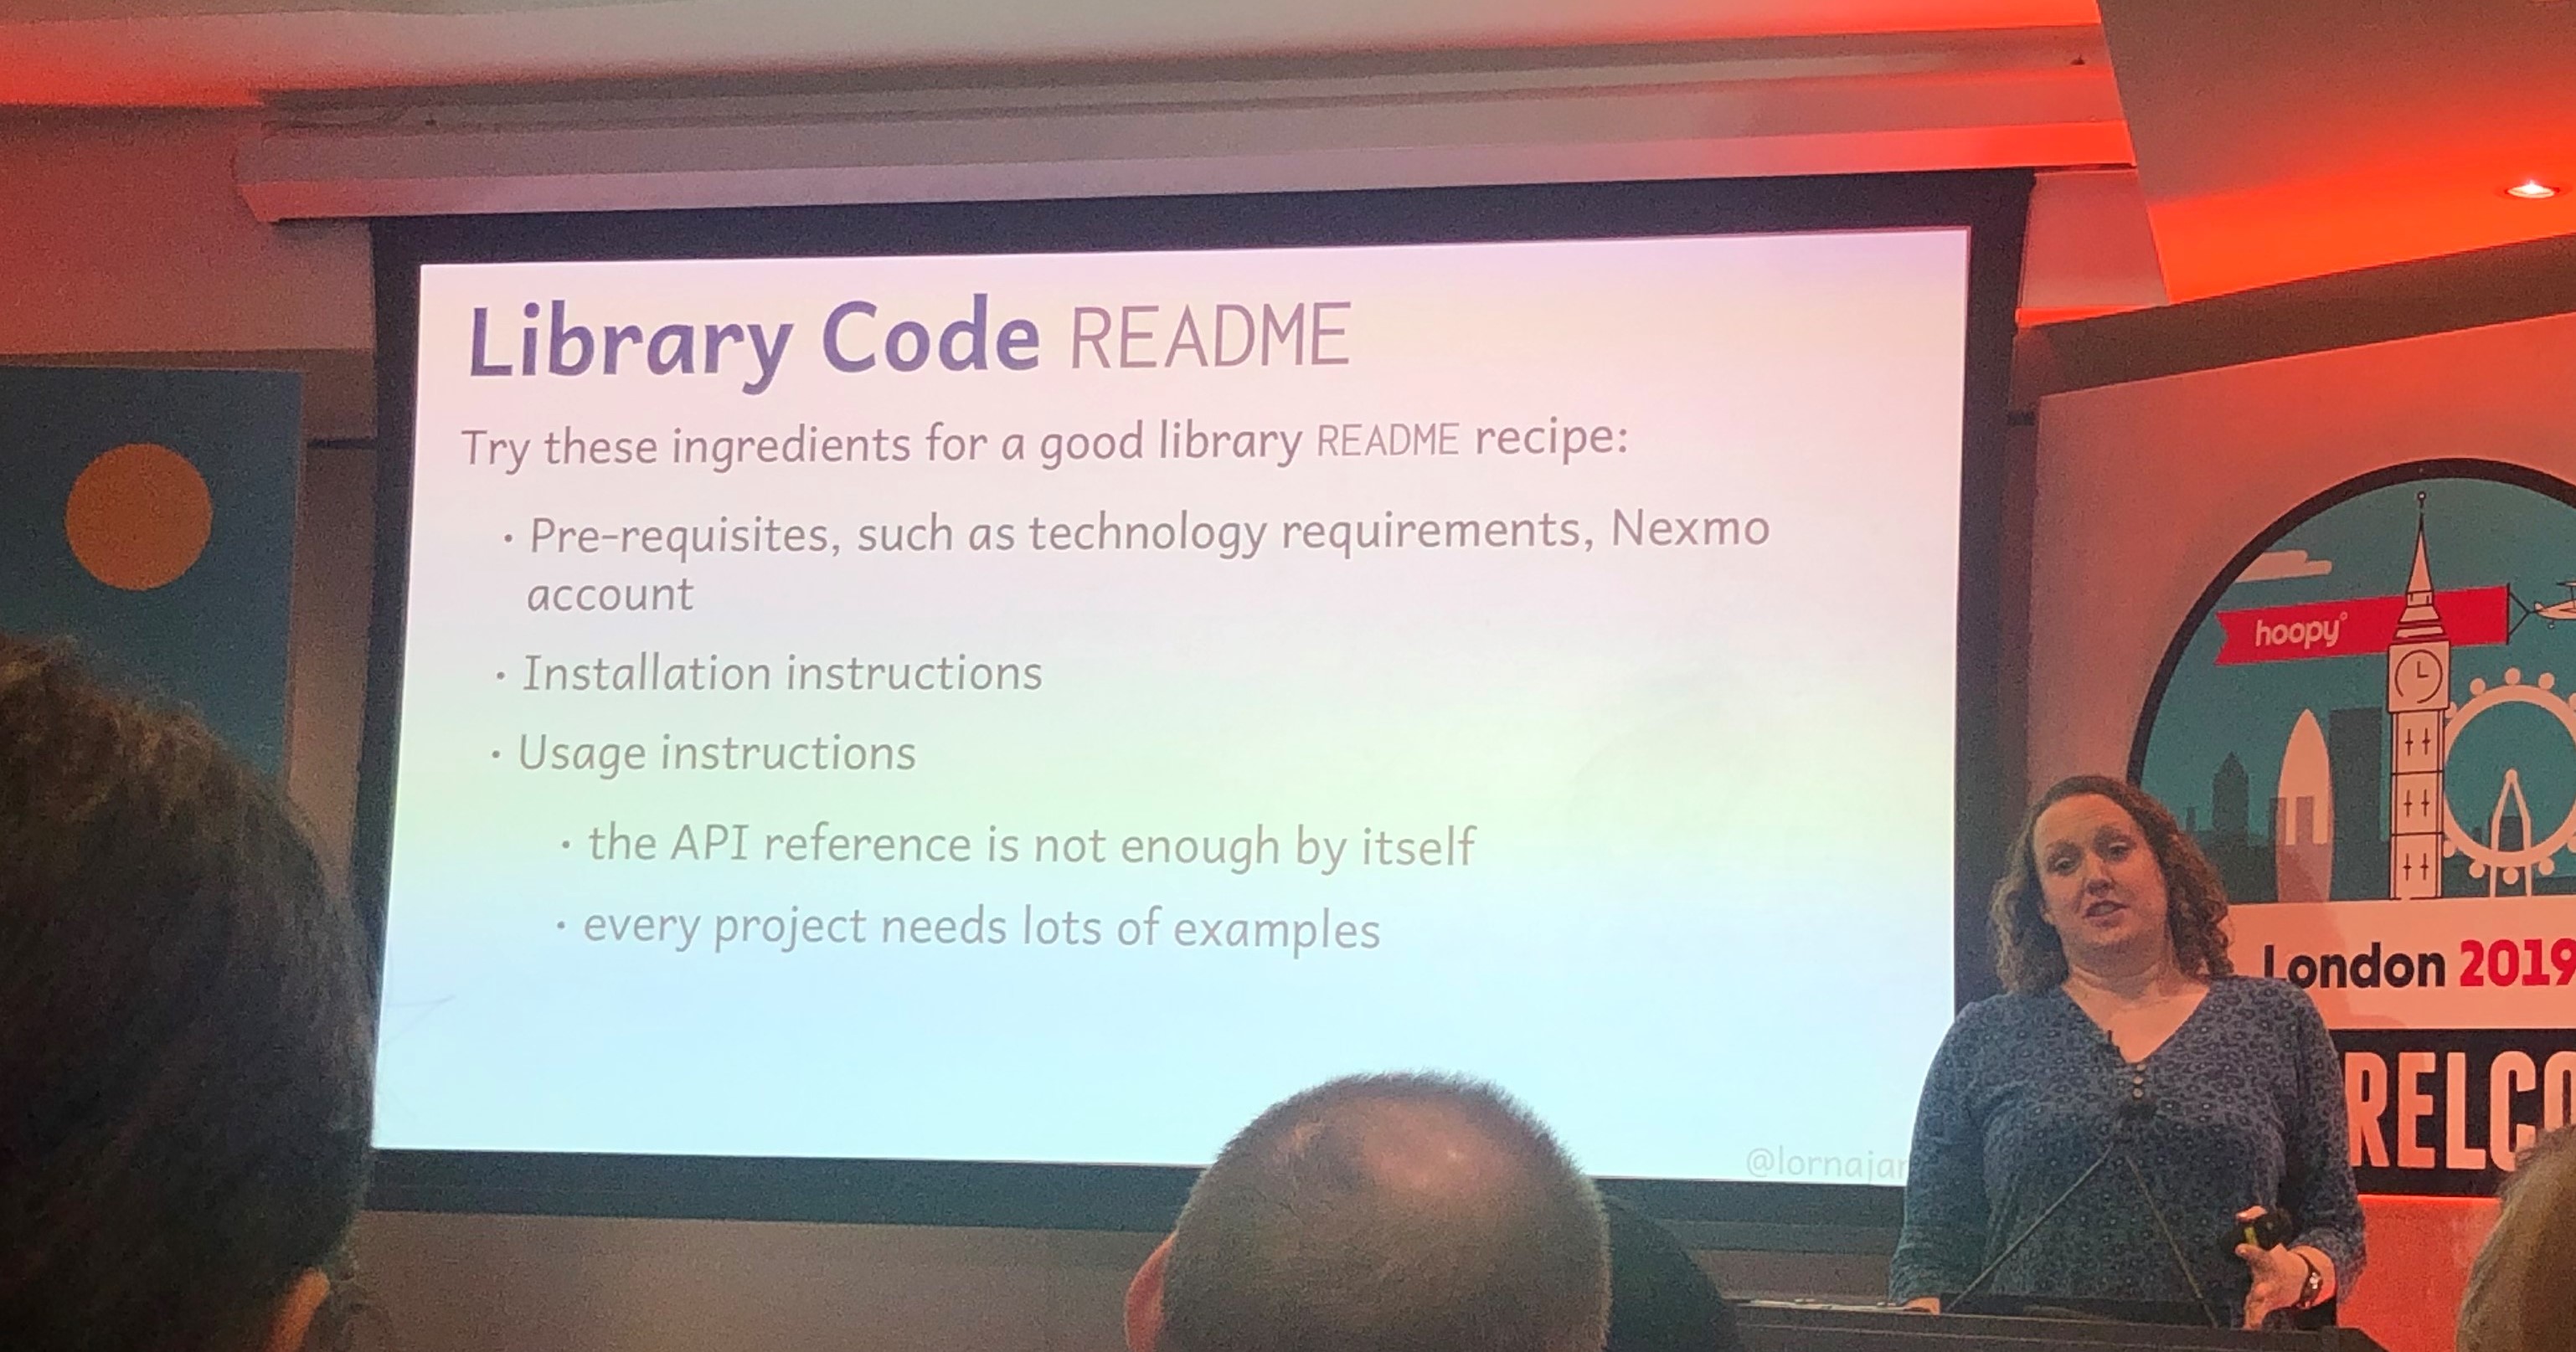 Library Code README
Try these ingredients for a good library README recipe:
· Pre-requisites, such as technology requirements, Nexmo
account
· Installation instructions
· Usage instructions
· the API reference is not enough by itself
· every project needs lots of examples
@lornajan
hoopy
London 2019
RELCO